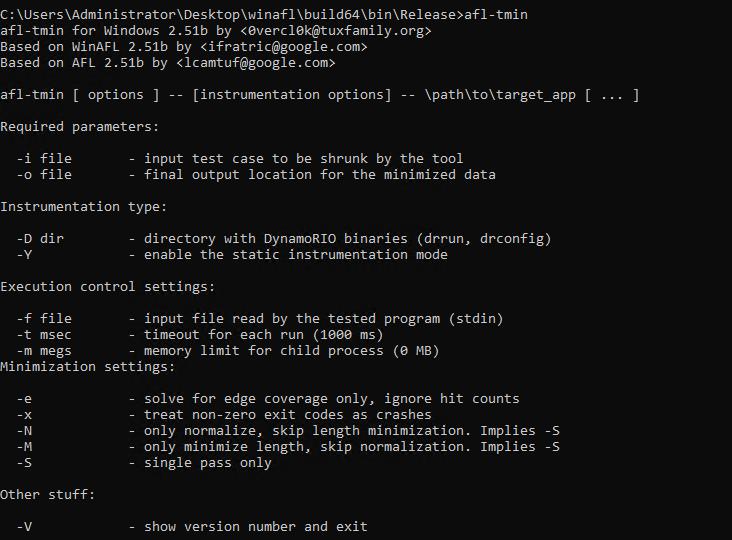 C:\Users\Administrator\Desktop\winafl\build64\bin\Release>afl-tmin
afl-tmin for Windows 2.51b by <0vercl0k@tuxfamily.org>
Based on WinAFL 2.51b by <ifratric@google.com>
Based on AFL 2.51b by <lcamtuf@google.com>
afl-tmin [ options ] -- [instrumentation options] -- \path\to\target_app [ ... ]
Required parameters:
-i file - input test case to be shrunk by the tool
-o file - final output location for the minimized data
Instrumentation type:
-D dir - directory with DynamoRIO binaries (drrun, drconfig)
-Y - enable the static instrumentation mode
Execution control settings:
-f file - input file read by the tested program (stdin)
-t msec - timeout for each run (1000 ms)
-m megs - memory limit for child process (0 MB)
Minimization settings:
-e - solve for edge coverage only, ignore hit counts
-x - treat non-zero exit codes as crashes
-N - only normalize, skip length minimization. Implies -S
-M - only minimize length, skip normalization. Implies -S
-S - single pass only
Other stuff:
-V - show version number and exit